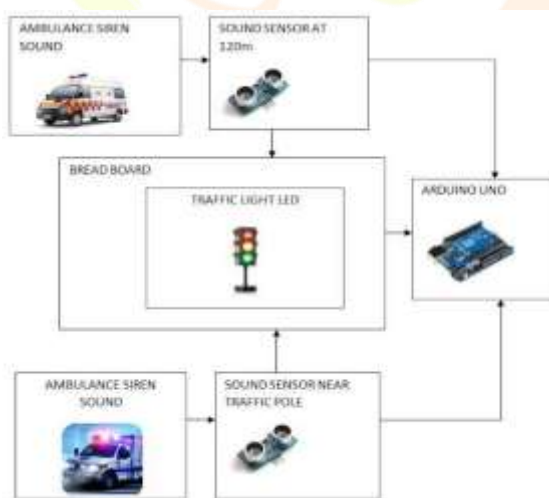 AMBULANCE SIREN
SOUND
SOUND SENSOR AT
120m
BREAD BOARD
TRAFFIC LIGHT LED
ARDUINO UNO
AMBULANCE SIREN
SOUND
SOUND SENSOR NEAR
TRAFFIC POLE